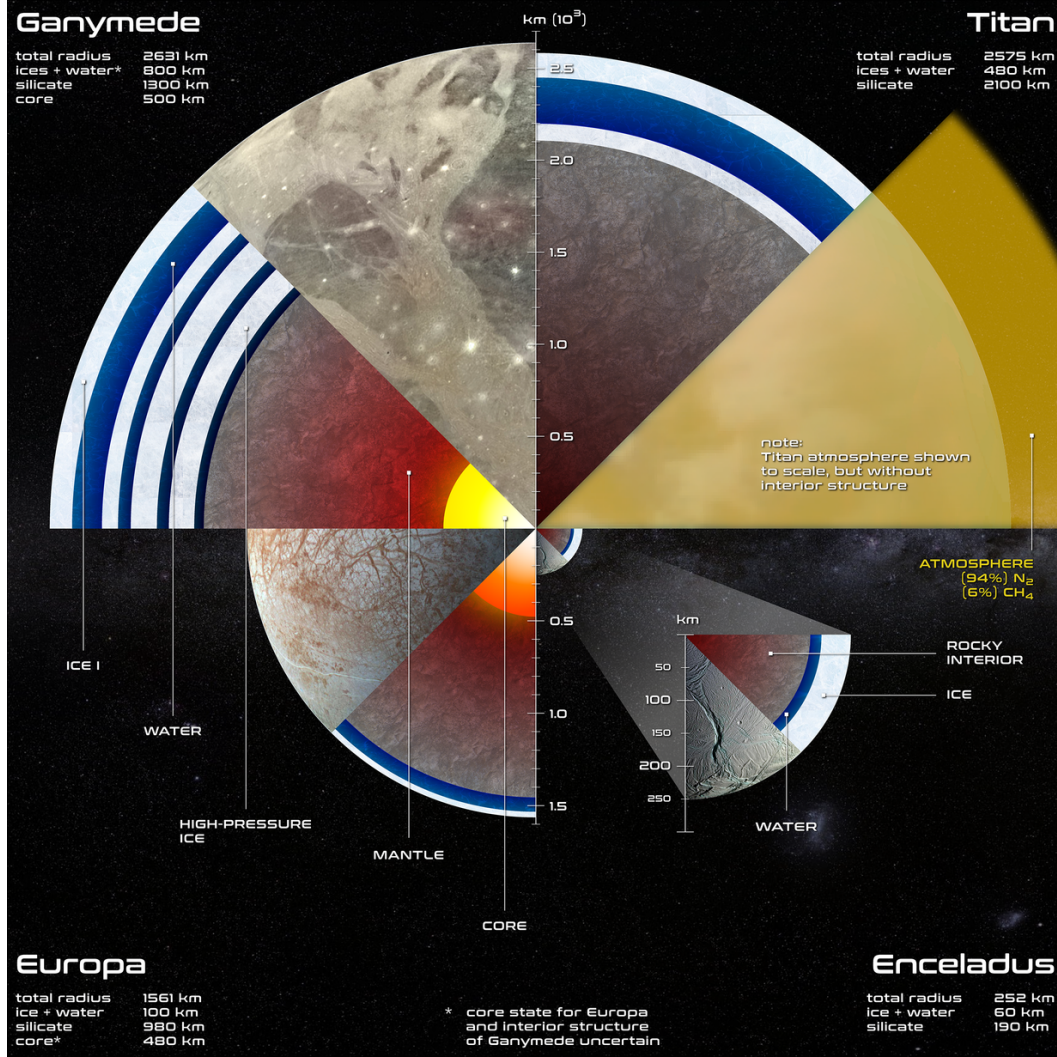 Ganymede
total radius 2631 km
ices + water* 800 km
silicate 1300 km
core 500 km
km (10³)
Titan
total radius 2575 km
ices + water 480 km
silicate 2100 km
2.5
2.0
1.5
1.0
0.5
note:
Titan atmosphere shown
to scale, but without
interior structure
ATMOSPHERE
(94%) N₂
(6%) CH₄
0.5
1.0
1.5
km
50
100
150
200
250
ROCKY
INTERIOR
ICE
WATER
ICE I
WATER
HIGH-PRESSURE
ICE
MANTLE
CORE
Europa
total radius 1561 km
ice + water 100 km
silicate 980 km
core* 480 km
* core state for Europa
and interior structure
of Ganymede uncertain
Enceladus
total radius 252 km
ice + water 60 km
silicate 190 km